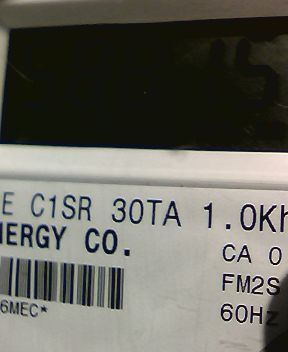 E C1SR 30TA 1.0Kh
NERGY CO.
CA 0
FM2S
6MEC*
60Hz